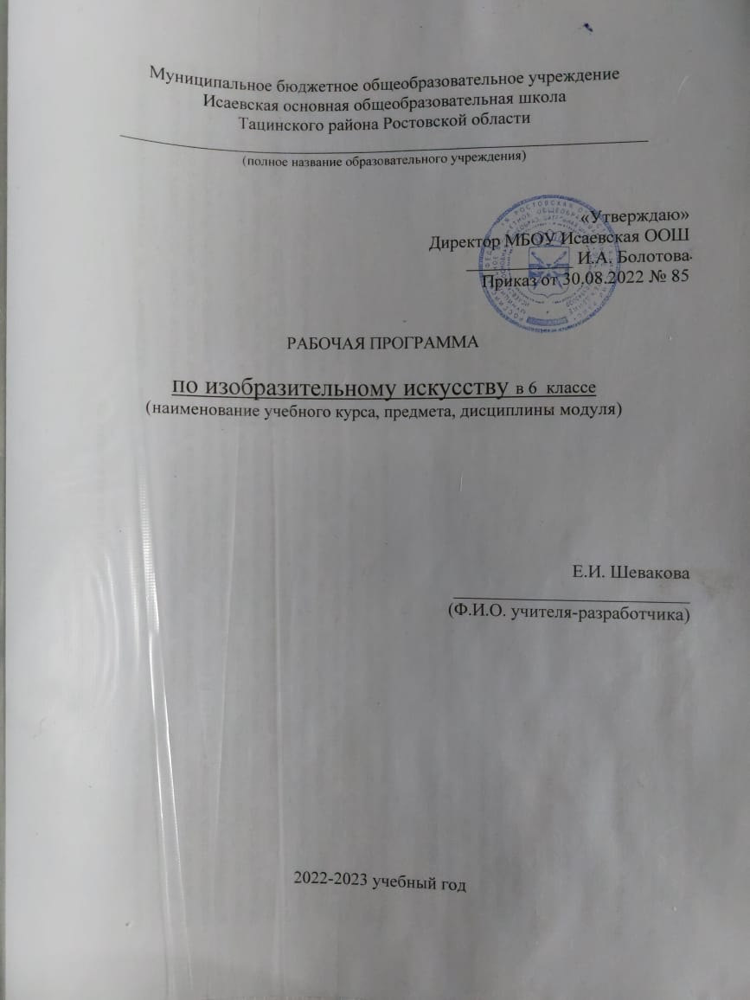 Муниципальное бюджетное общеобразовательное учреждение
Исаевская основная общеобразовательная школа
Тацинского района Ростовской области
(полное название образовательного учреждения)
«Утверждаю»
Директор МБОУ Исаевская ООШ
____________ И.А. Болотова.
Приказ от 30.08.2022 № 85
РАБОЧАЯ ПРОГРАММА
по изобразительному искусству в 6 классе
(наименование учебного курса, предмета, дисциплины модуля)
Е.И. Шевакова
(Ф.И.О. учителя-разработчика)
2022-2023 учебный год